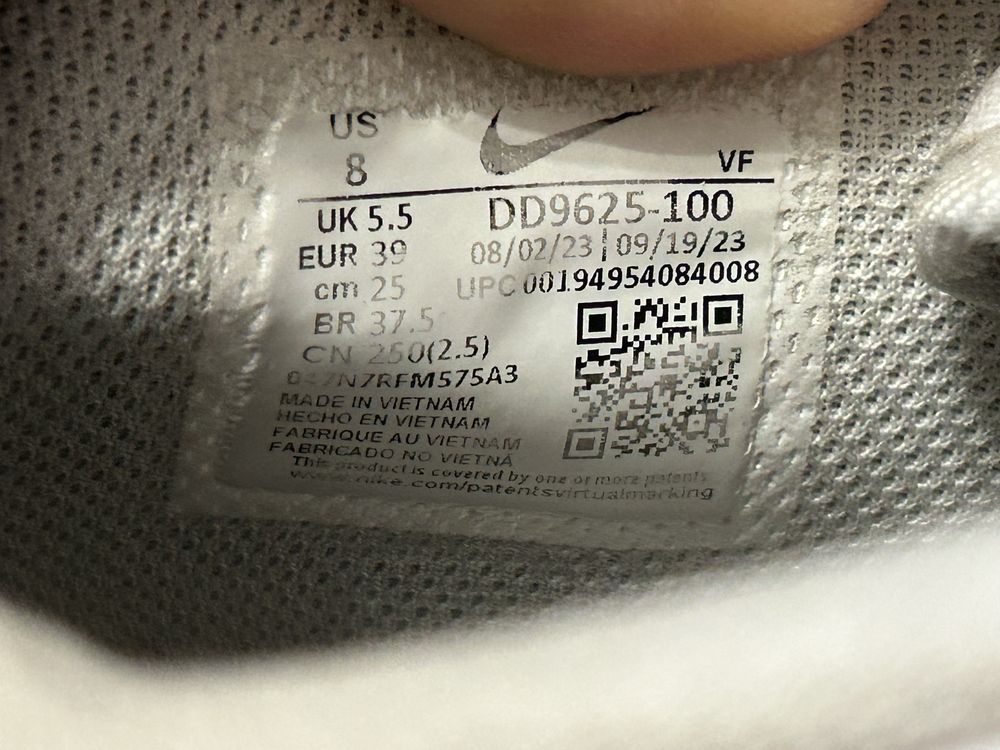 US
8
VF
UK 5.5
DD9625-100
EUR 39
08/02/23 | 09/19/23
cm 25
UPC 00194954084008
BR 37.5
CN 250(2.5)
MADE IN VIETNAM
HECHO EN VIETNAM
FABRIQUE AU VIETNAM
FABRICADO NO VIETNÃ
This product is covered by one or more patents
www.nike.com/patentsvirtualmarking